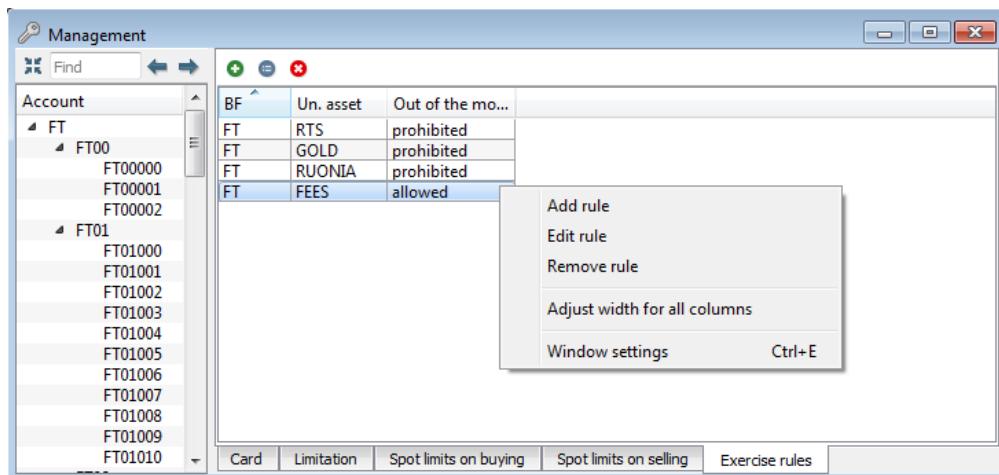 Management
Find
Account
FT
FT00
FT00000
FT00001
FT00002
FT01
FT01000
FT01001
FT01002
FT01003
FT01004
FT01005
FT01006
FT01007
FT01008
FT01009
FT01010
BF Un. asset Out of the mo...
FT RTS prohibited
FT GOLD prohibited
FT RUONIA prohibited
FT FEES allowed
Add rule
Edit rule
Remove rule
Adjust width for all columns
Window settings Ctrl+E
Card Limitation Spot limits on buying Spot limits on selling Exercise rules